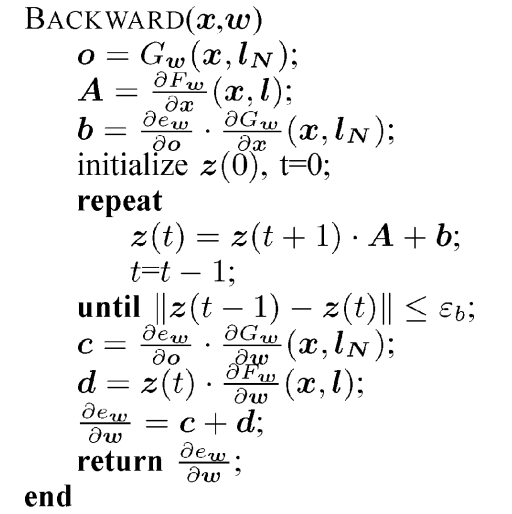 BACKWARD(x,w)
o = G_w(x, l_N);
A = ∂F_w/∂x (x, l);
b = ∂e_w/∂o · ∂G_w/∂x (x, l_N);
initialize z(0), t=0;
repeat
z(t) = z(t + 1) · A + b;
t=t − 1;
until ‖z(t − 1) − z(t)‖ ≤ ε_b;
c = ∂e_w/∂o · ∂G_w/∂w (x, l_N);
d = z(t) · ∂F_w/∂w (x, l);
∂e_w/∂w = c + d;
return ∂e_w/∂w;
end